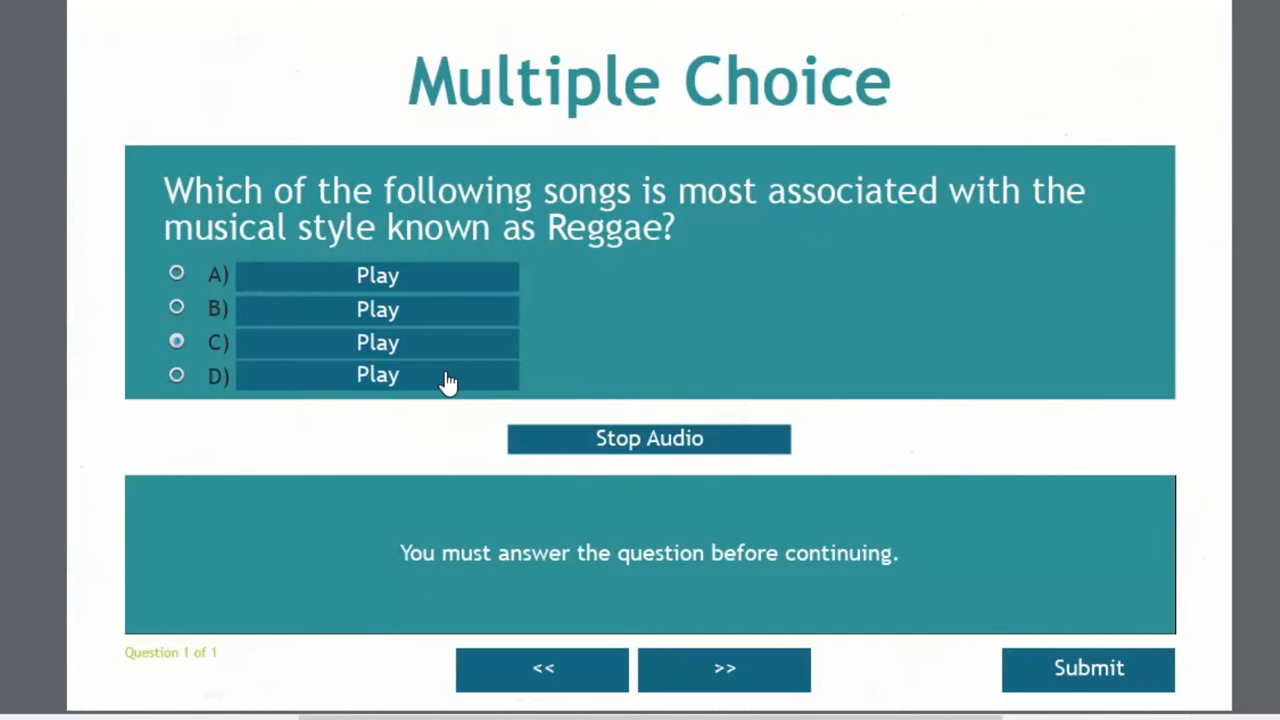 Multiple Choice
Which of the following songs is most associated with the
musical style known as Reggae?
A) Play
B) Play
C) Play
D) Play
Stop Audio
You must answer the question before continuing.
Question 1 of 1
<< >> Submit